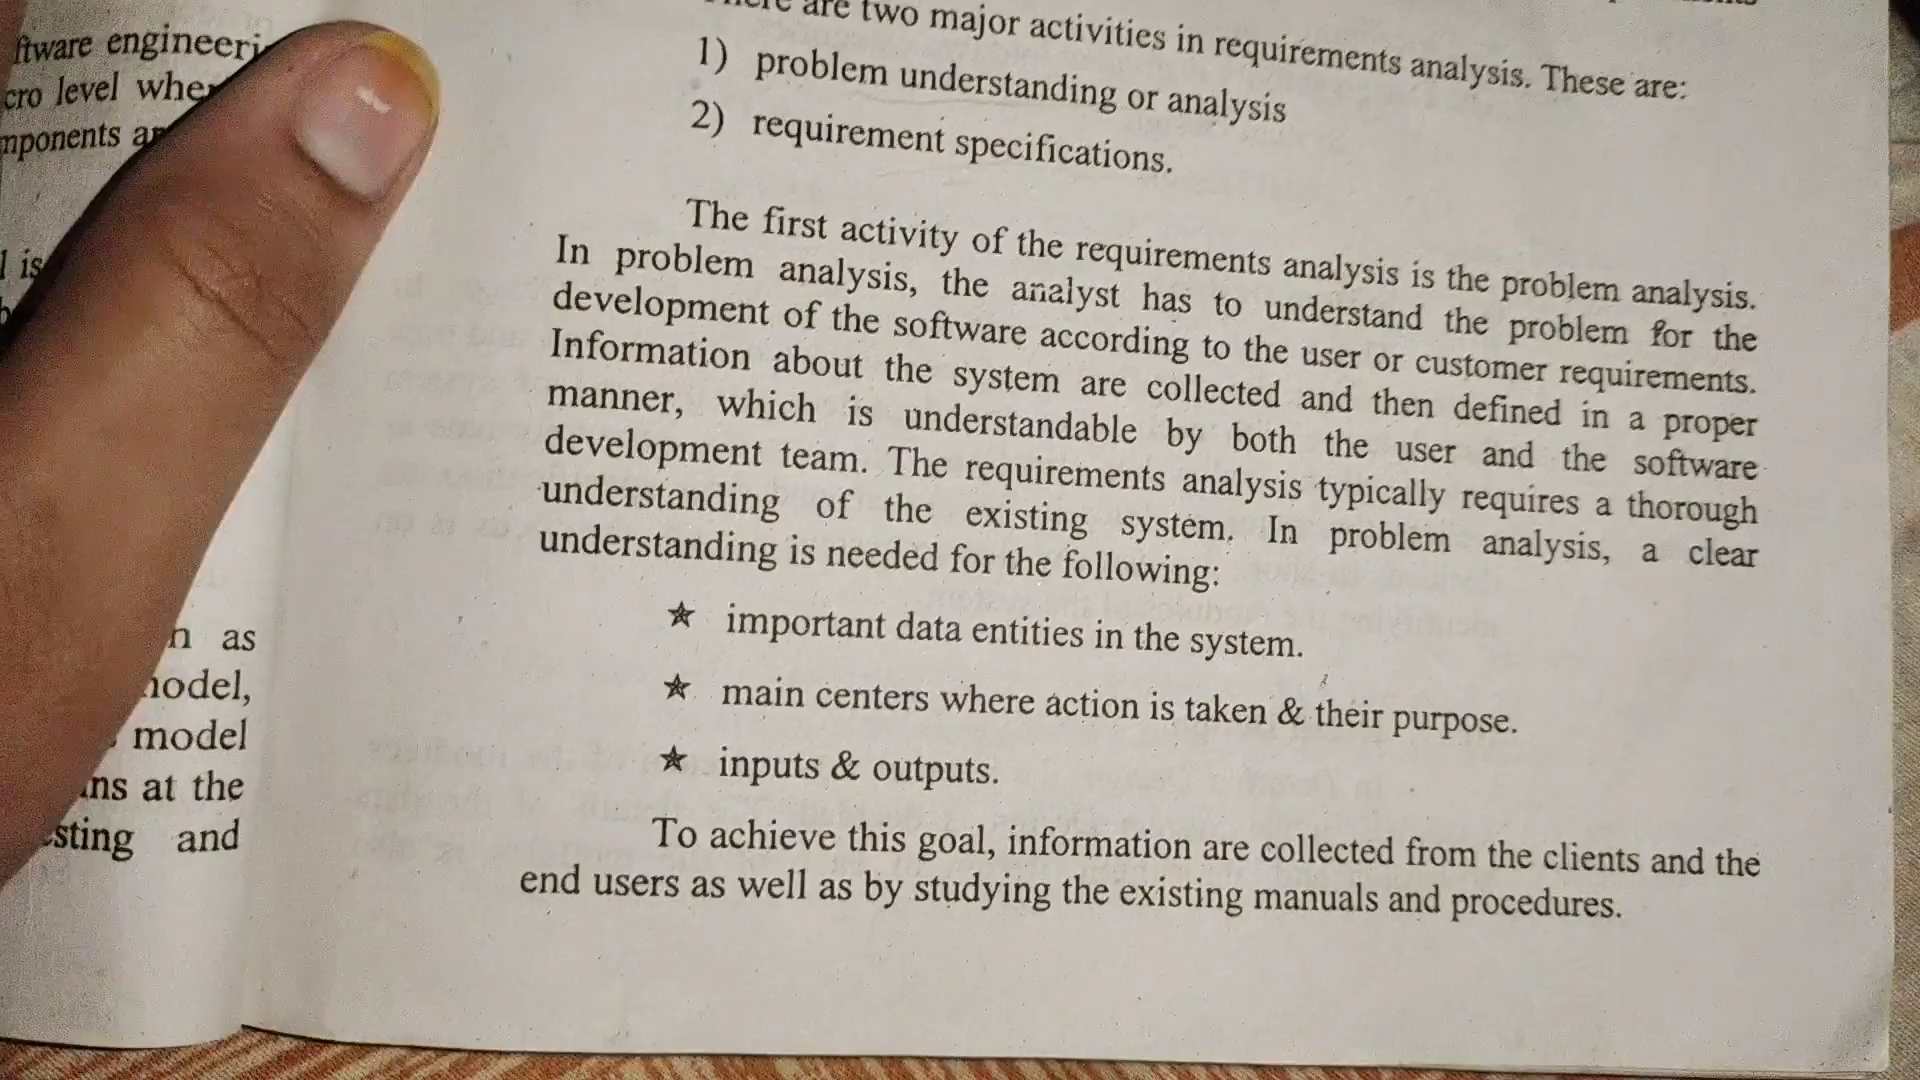 ftware engineeri
cro level whe
mponents a
l is
n as
model
ns at the
sting and
are two major activities in requirements analysis. These are:
1) problem understanding or analysis
2) requirement specifications.
The first activity of the requirements analysis is the problem analysis.
In problem analysis, the analyst has to understand the problem for the
development of the software according to the user or customer requirements.
Information about the system are collected and then defined in a proper
manner, which is understandable by both the user and the software
development team. The requirements analysis typically requires a thorough
understanding of the existing system. In problem analysis, a clear
understanding is needed for the following:
★ important data entities in the system.
★ main centers where action is taken & their purpose.
★ inputs & outputs.
To achieve this goal, information are collected from the clients and the
end users as well as by studying the existing manuals and procedures.